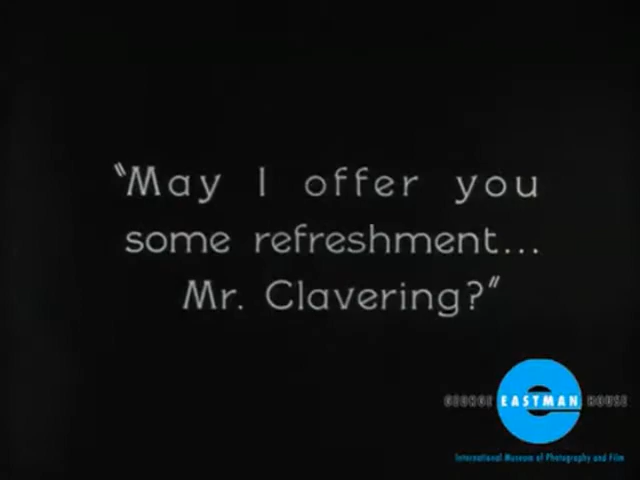 "May I offer you
some refreshment...
Mr. Clavering?"
GEORGE EASTMAN HOUSE
International Museum of Photography and Film